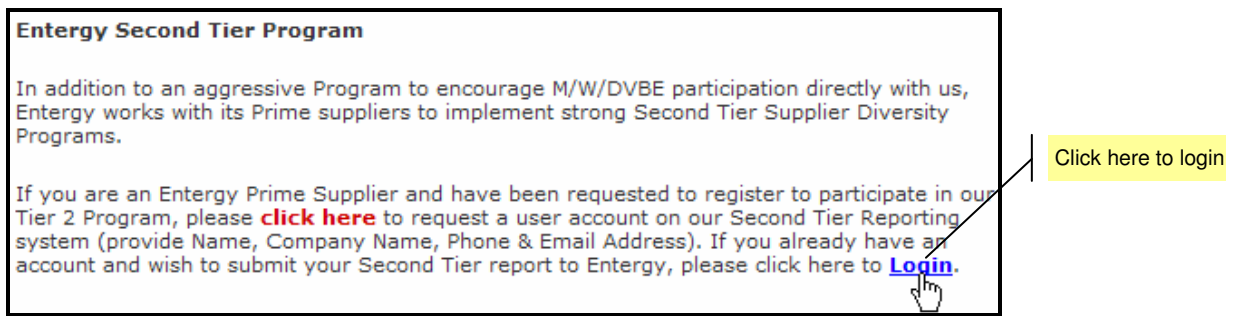 Entergy Second Tier Program
In addition to an aggressive Program to encourage M/W/DVBE participation directly with us,
Entergy works with its Prime suppliers to implement strong Second Tier Supplier Diversity
Programs.
If you are an Entergy Prime Supplier and have been requested to register to participate in our
Tier 2 Program, please click here to request a user account on our Second Tier Reporting
system (provide Name, Company Name, Phone & Email Address). If you already have an
account and wish to submit your Second Tier report to Entergy, please click here to Login.
Click here to login